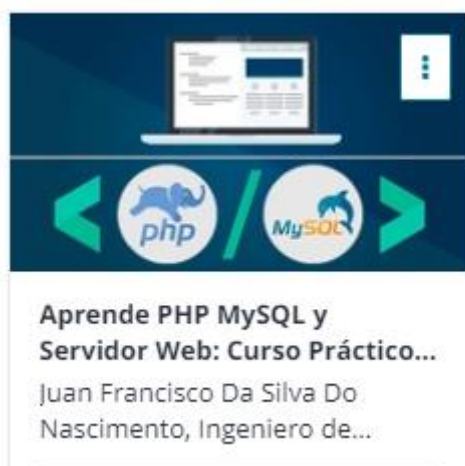 php
MySQL
Aprende PHP MySQL y
Servidor Web: Curso Práctico...
Juan Francisco Da Silva Do
Nascimento, Ingeniero de...